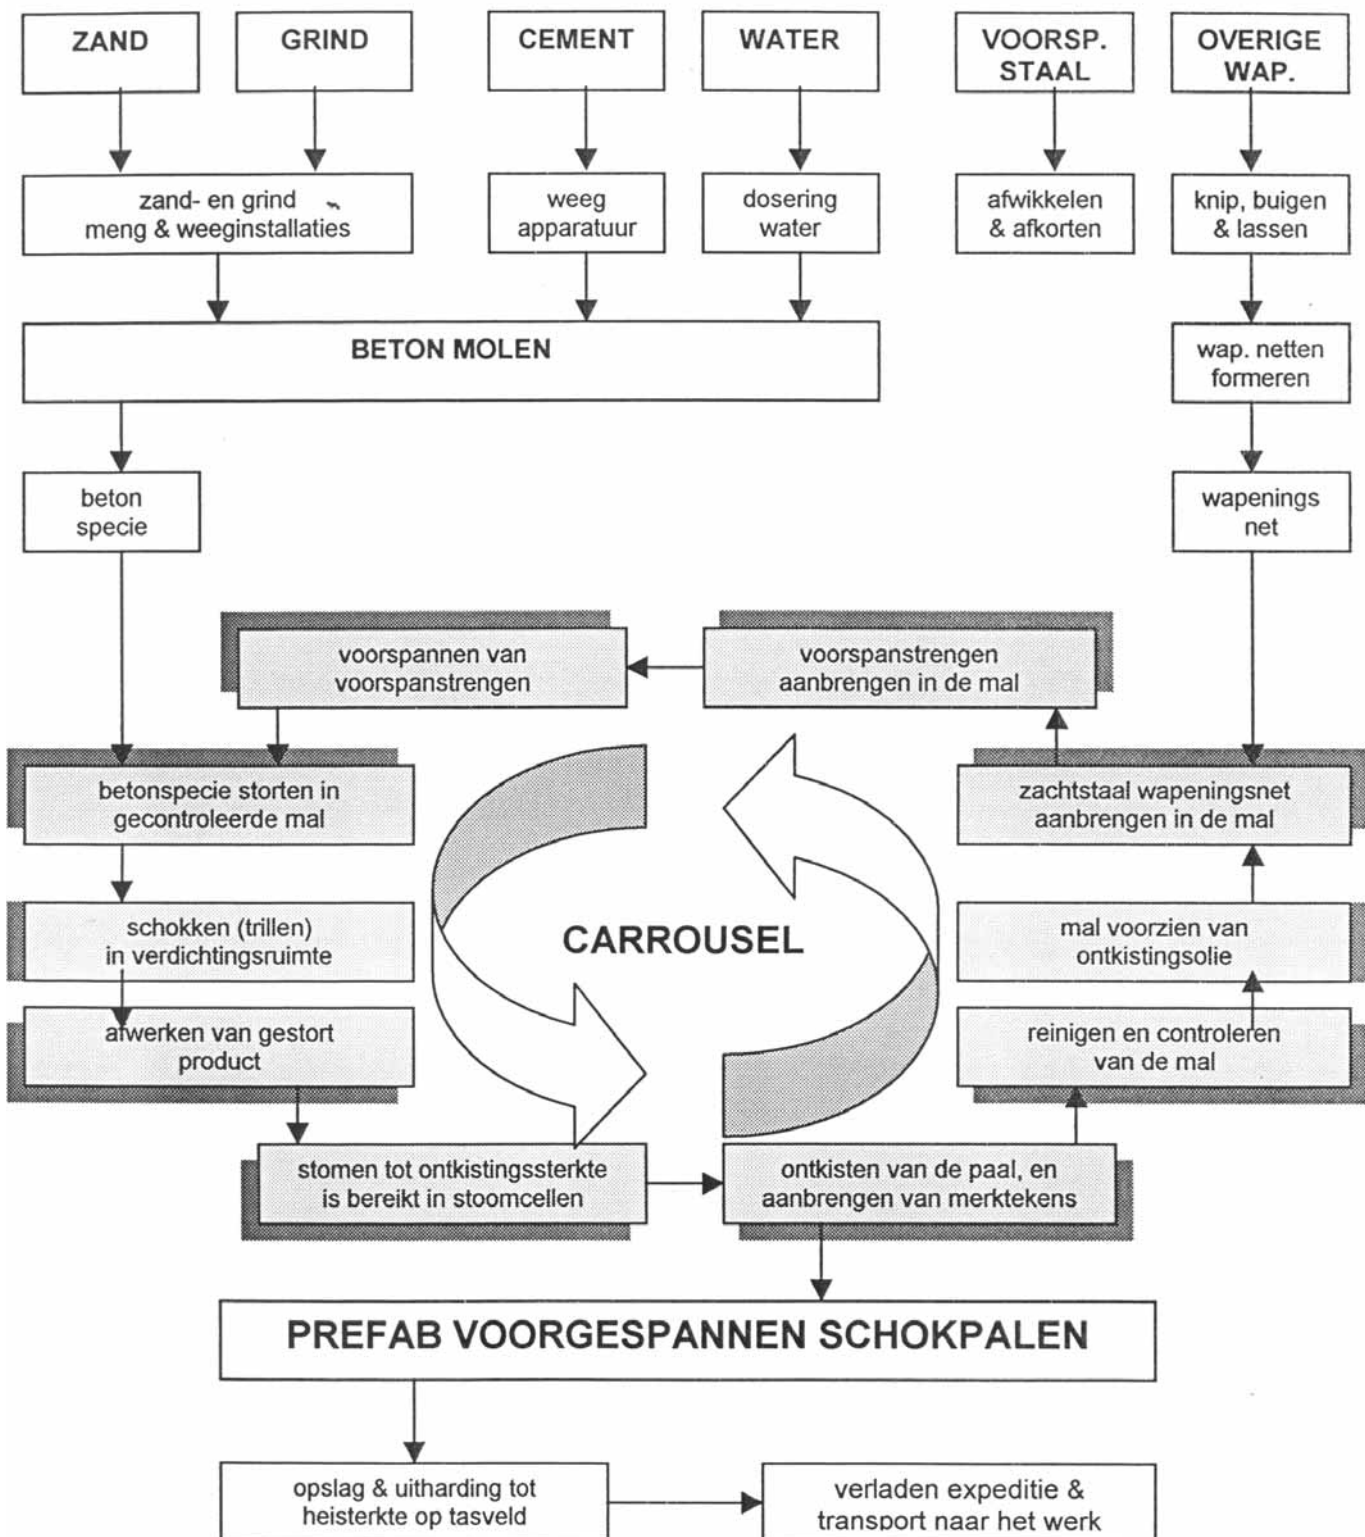 ZAND
GRIND
CEMENT
WATER
VOORSP.
STAAL
OVERIGE
WAP.
zand- en grind
meng & weeginstallaties
weeg
apparatuur
dosering
water
afwikkelen
& afkorten
knip, buigen
& lassen
BETON MOLEN
wap. netten
formeren
beton
specie
wapenings
net
voorspannen van
voorspanstrengen
voorspanstrengen
aanbrengen in de mal
betonspecie storten in
gecontroleerde mal
zachtstaal wapeningsnet
aanbrengen in de mal
schokken (trillen)
in verdichtingsruimte
CARROUSEL
mal voorzien van
ontkistingsolie
afwerken van gestort
product
reinigen en controleren
van de mal
stomen tot ontkistingssterkte
is bereikt in stoomcellen
ontkisten van de paal, en
aanbrengen van merktekens
PREFAB VOORGESPANNEN SCHOKPALEN
opslag & uitharding tot
heisterkte op tasveld
verladen expeditie &
transport naar het werk